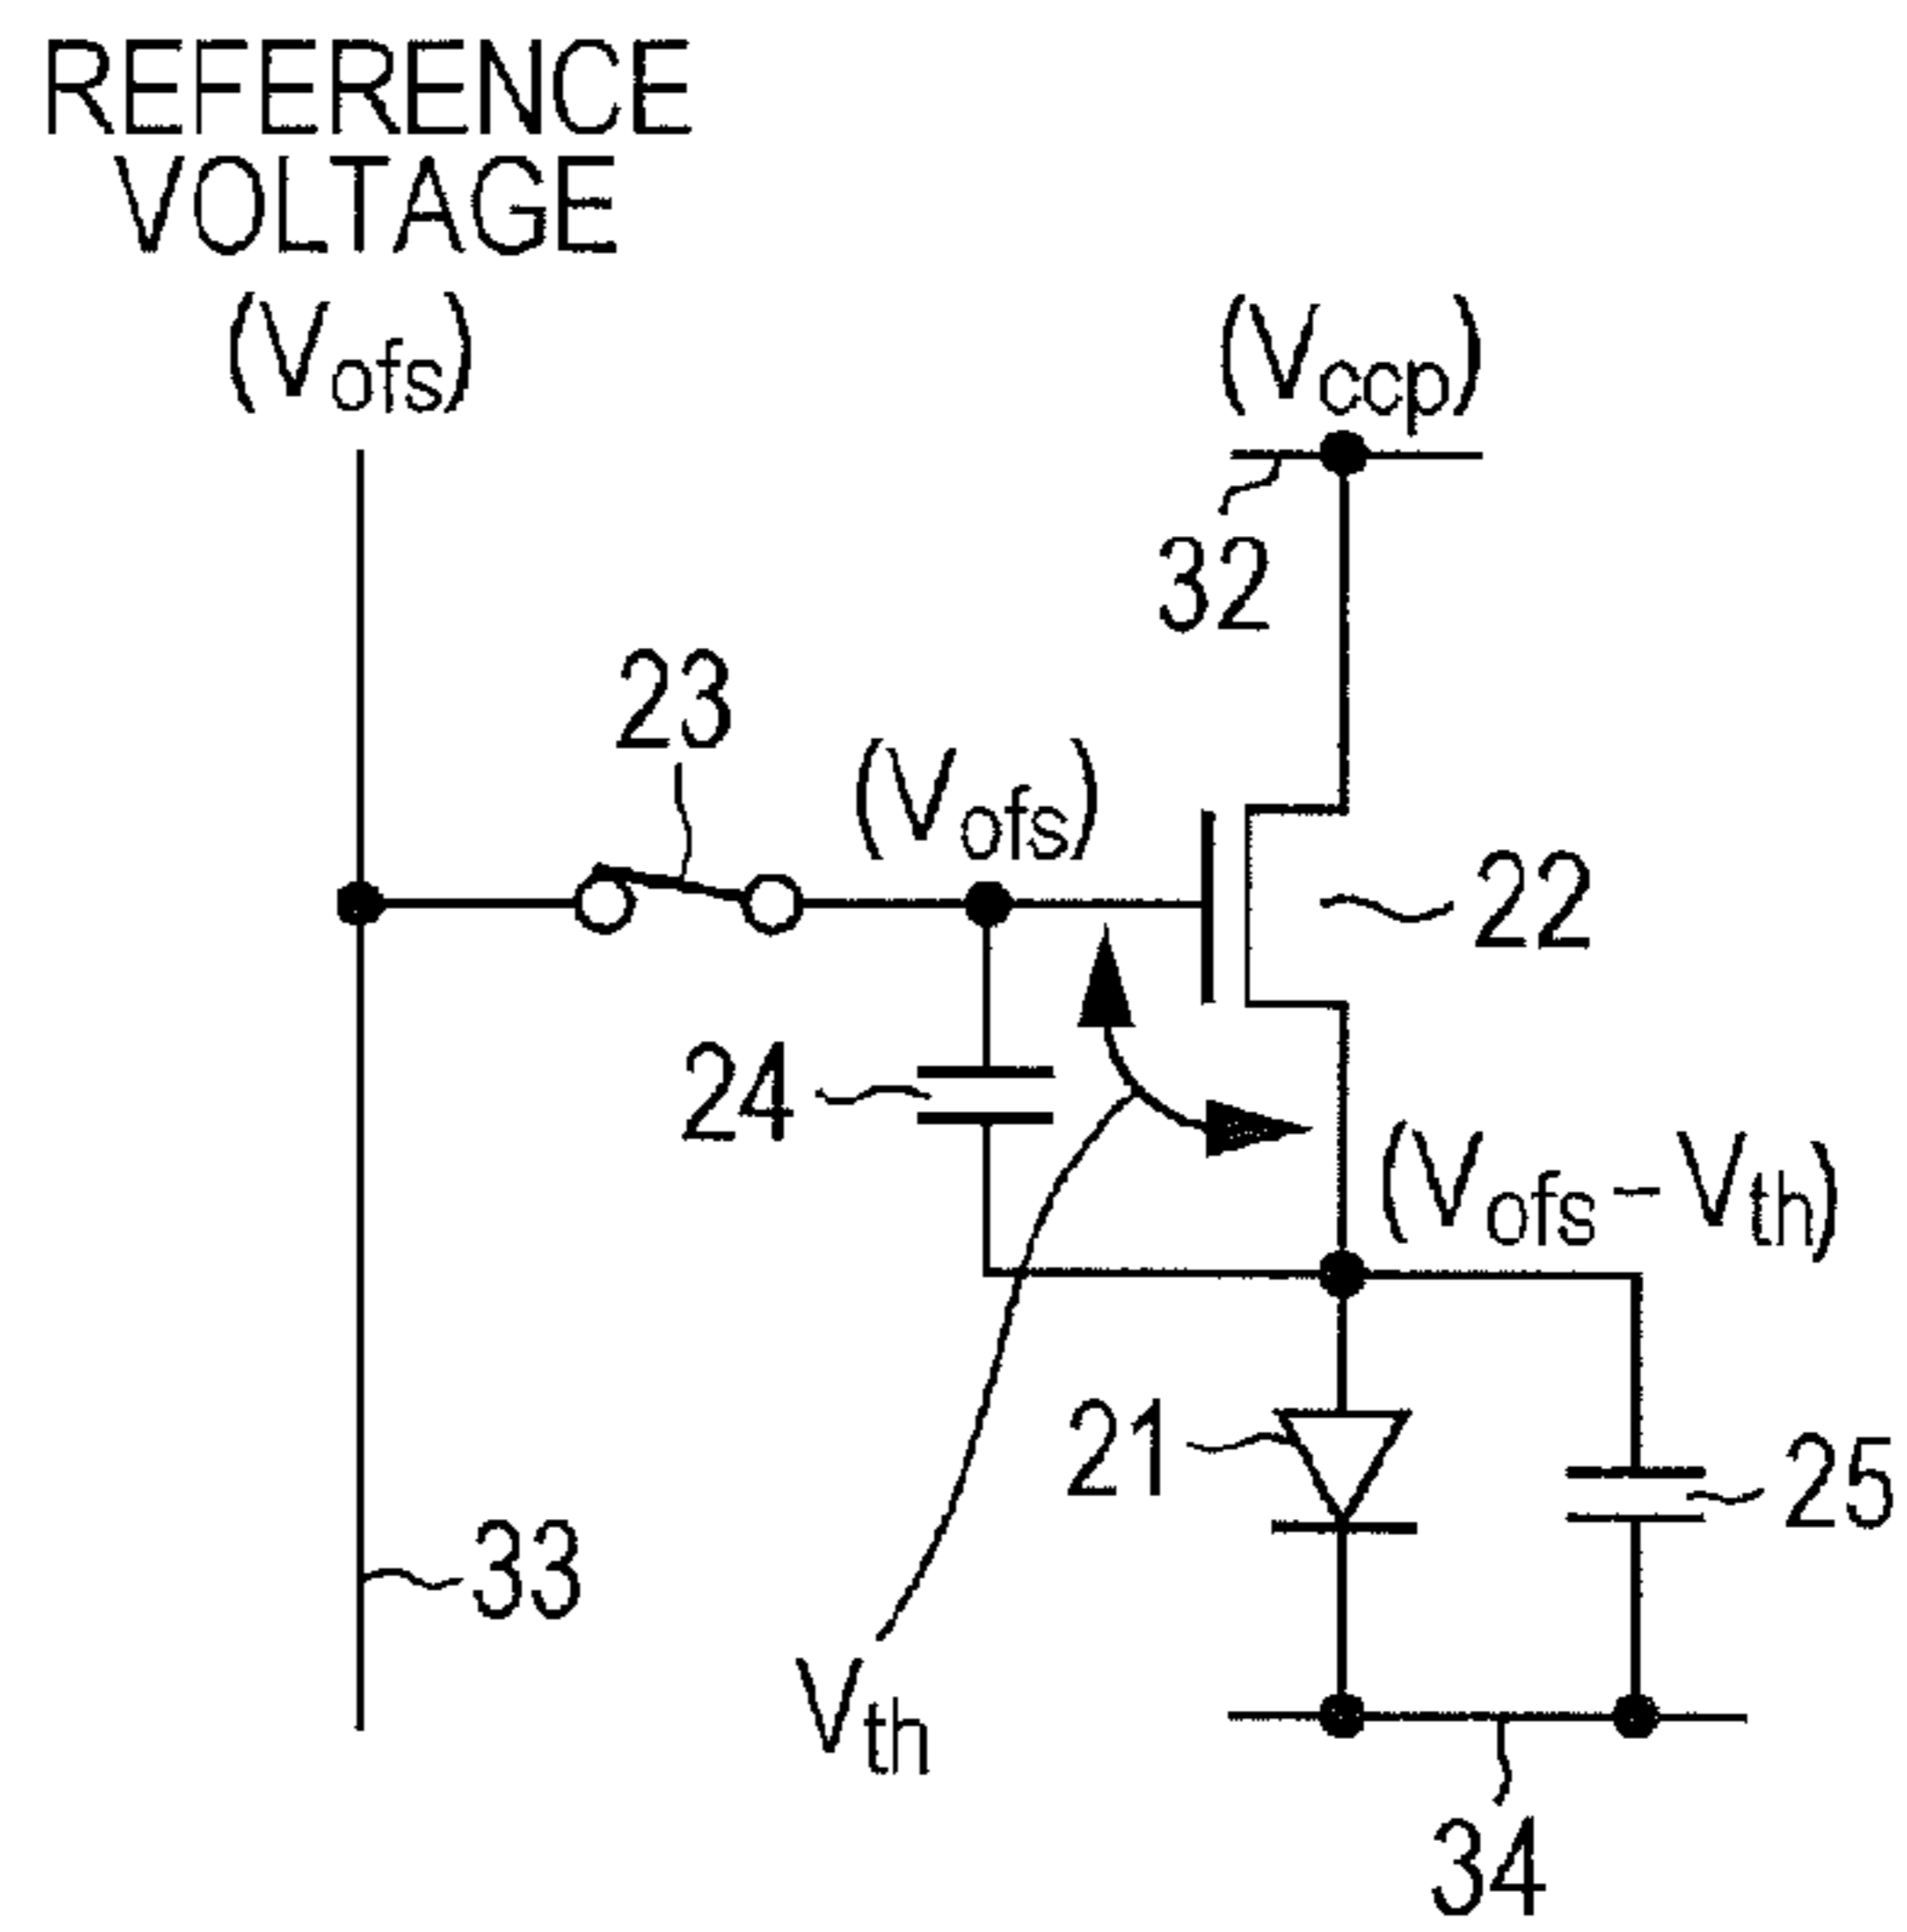 REFERENCE
VOLTAGE
(Vofs)
(Vccp)
32
23
(Vofs)
22
24
(Vofs-Vth)
21
25
33
Vth
34